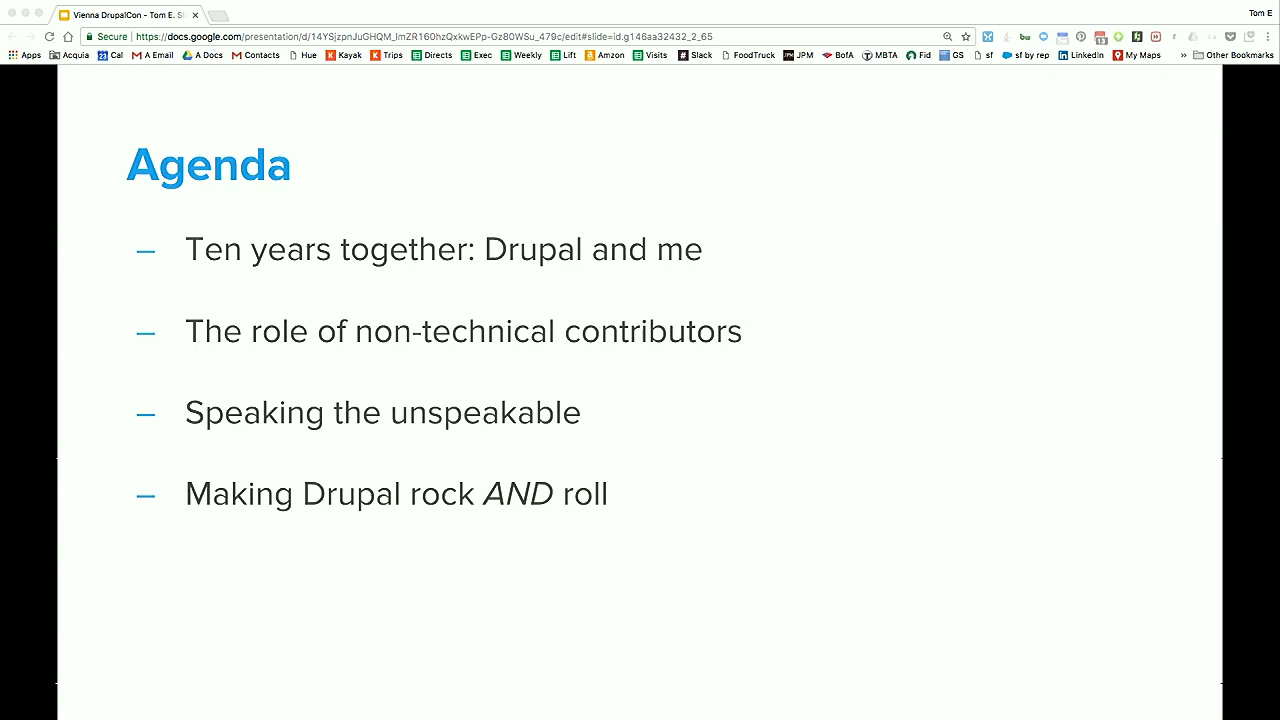 Vienna DrupalCon - Tom E. S
Tom E
Secure https://docs.google.com/presentation/d/14YSjzpnJuGHQM_lmZR160hzQxkwEPp-Gz80WSu_479c/edit#slide=id.g146aa32432_2_65
Apps Acquia Cal A Email A Docs Contacts Hue Kayak Trips Directs Exec Weekly Lift Amzon Visits Slack FoodTruck JPM BofA MBTA Fid GS sf sf by rep LinkedIn My Maps » Other Bookmarks
Agenda
– Ten years together: Drupal and me
– The role of non-technical contributors
– Speaking the unspeakable
– Making Drupal rock AND roll